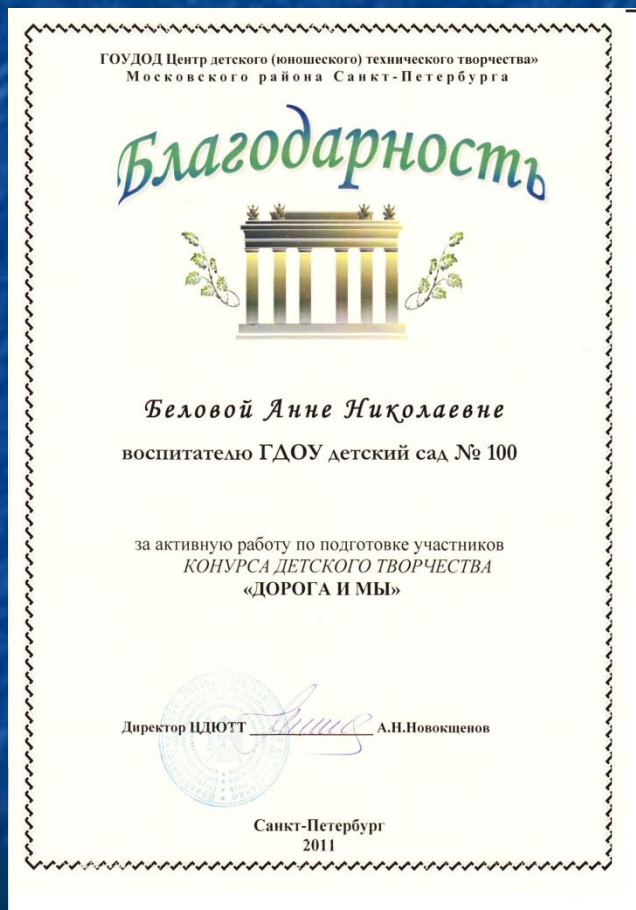 ГОУДОД Центр детского (юношеского) технического творчества»
Московского района Санкт-Петербурга
Благодарность
Беловой Анне Николаевне
воспитателю ГДОУ детский сад № 100
за активную работу по подготовке участников
КОНУРСА ДЕТСКОГО ТВОРЧЕСТВА
«ДОРОГА И МЫ»
Директор ЦДЮТТ ____________ А.Н.Новокщенов
Санкт-Петербург
2011